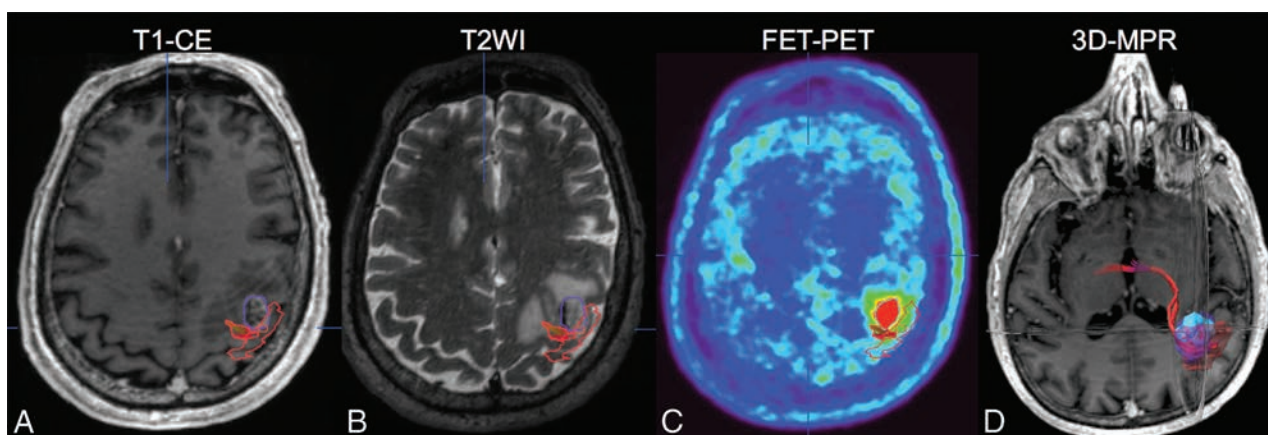 T1-CE
T2WI
FET-PET
3D-MPR
A
B
C
D